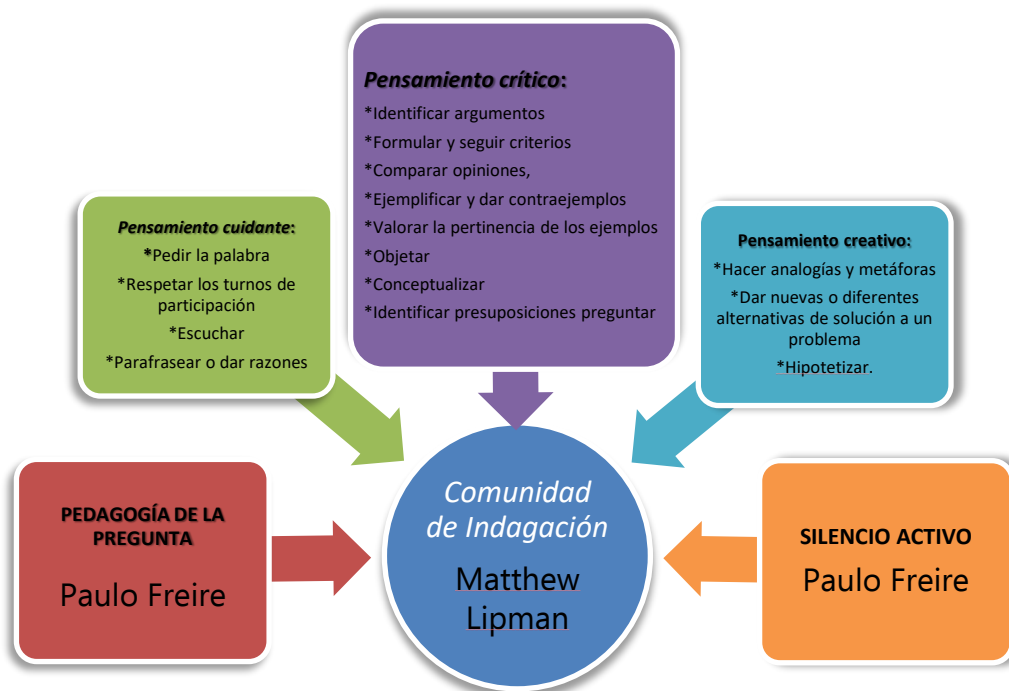 Pensamiento crítico:
*Identificar argumentos
*Formular y seguir criterios
*Comparar opiniones,
*Ejemplificar y dar contraejemplos
*Valorar la pertinencia de los ejemplos
*Objetar
*Conceptualizar
*Identificar presuposiciones preguntar
Pensamiento cuidante:
*Pedir la palabra
*Respetar los turnos de
participación
*Escuchar
*Parafrasear o dar razones
Pensamiento creativo:
*Hacer analogías y metáforas
*Dar nuevas o diferentes
alternativas de solución a un
problema
*Hipotetizar.
PEDAGOGÍA DE LA
PREGUNTA
Paulo Freire
Comunidad
de Indagación
Matthew
Lipman
SILENCIO ACTIVO
Paulo Freire